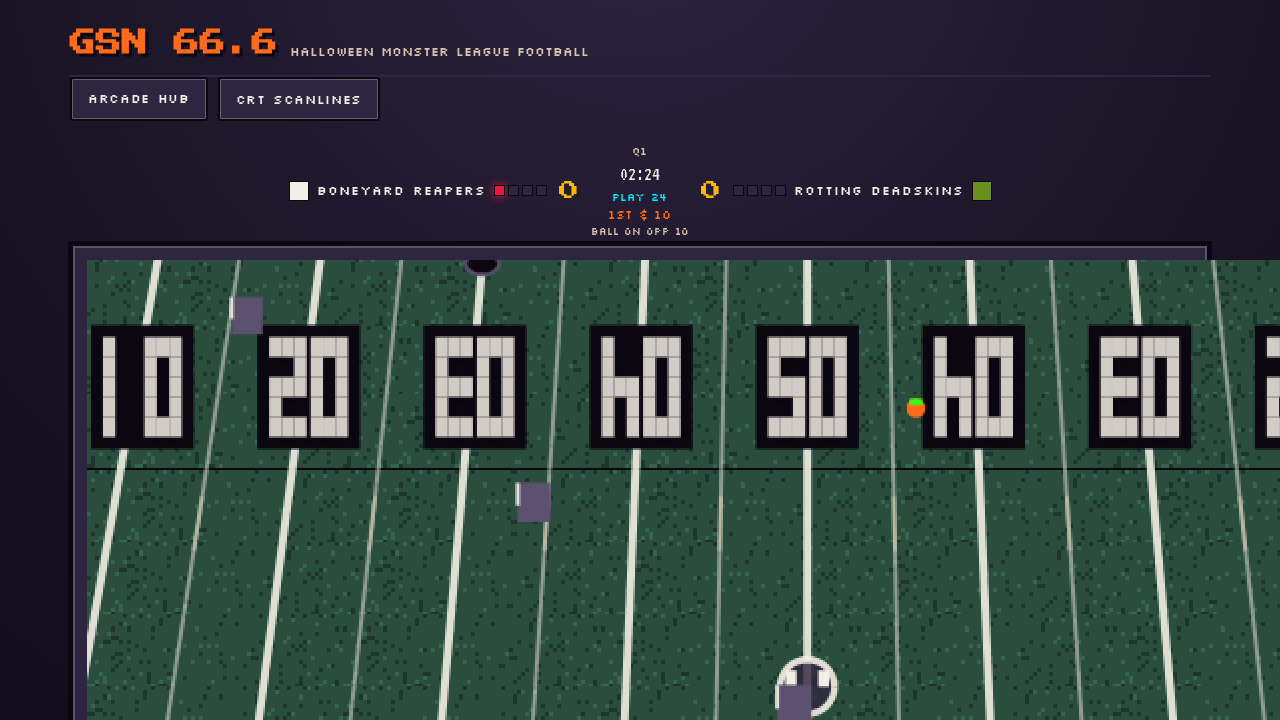 GSN 66.6 HALLOWEEN MONSTER LEAGUE FOOTBALL
ARCADE HUB CRT SCANLINES
Q1
02:24
BONEYARD REAPERS 0 0 ROTTING DEADSKINS
PLAY 24
1ST & 10
BALL ON OPP 10
10 20 30 40 50 40 30